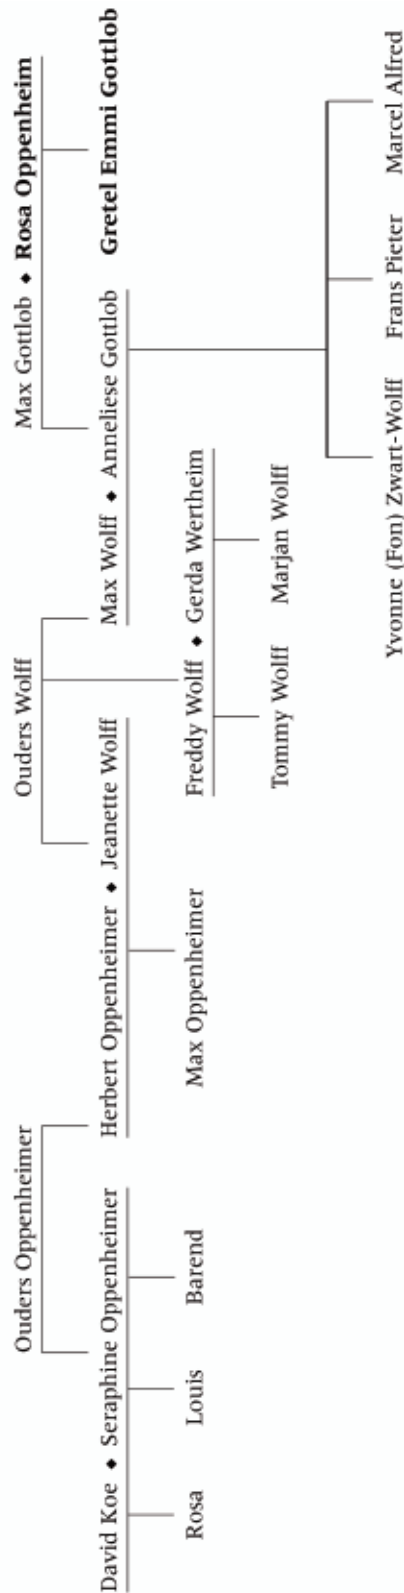 Ouders Oppenheimer
Ouders Wolff
Max Gottlob ◆ Rosa Oppenheim
David Koe ◆ Seraphine Oppenheimer
Herbert Oppenheimer ◆ Jeanette Wolff
Max Wolff ◆ Anneliese Gottlob
Gretel Emmi Gottlob
Rosa
Louis
Barend
Max Oppenheimer
Freddy Wolff ◆ Gerda Wertheim
Tommy Wolff
Marjan Wolff
Yvonne (Fon) Zwart-Wolff
Frans Pieter
Marcel Alfred